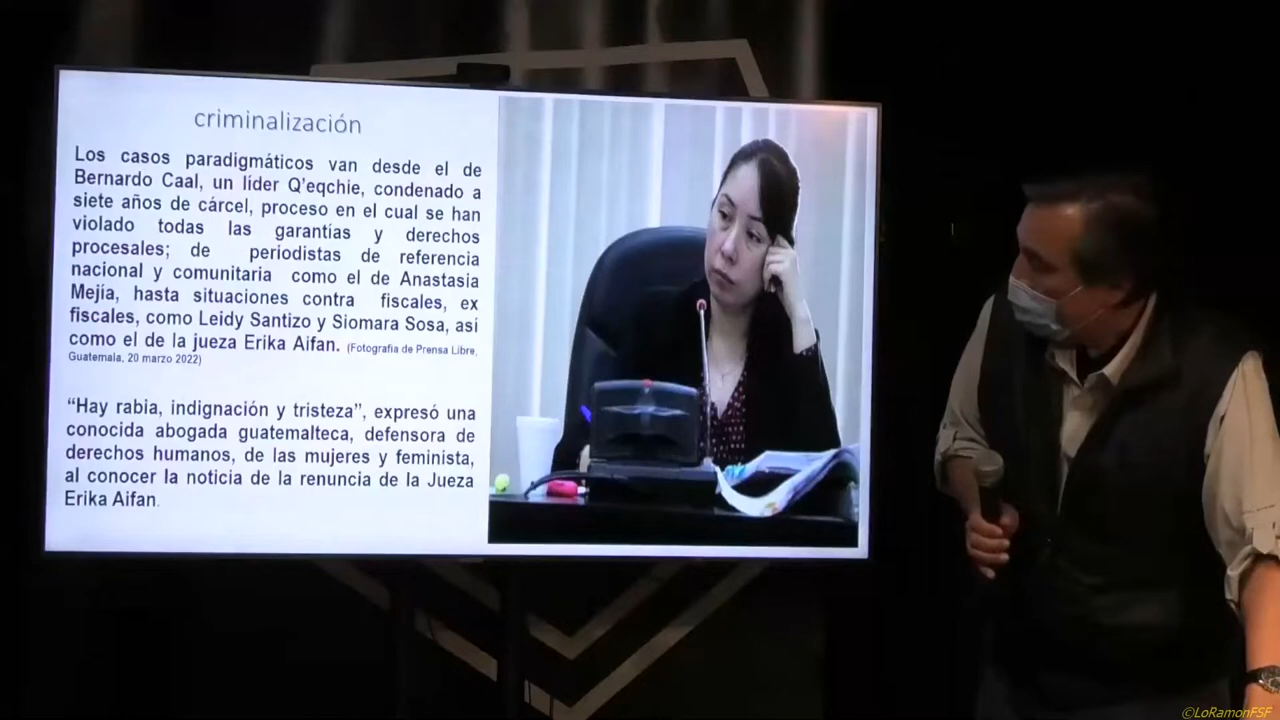 criminalización
Los casos paradigmáticos van desde el de
Bernardo Caal, un líder Q'eqchie, condenado a
siete años de cárcel, proceso en el cual se han
violado todas las garantías y derechos
procesales; de periodistas de referencia
nacional y comunitaria como el de Anastasia
Mejía, hasta situaciones contra fiscales, ex
fiscales, como Leidy Santizo y Siomara Sosa, así
como el de la jueza Erika Aifan. (Fotografia de Prensa Libre,
Guatemala, 20 marzo 2022)
“Hay rabia, indignación y tristeza”, expresó una
conocida abogada guatemalteca, defensora de
derechos humanos, de las mujeres y feminista,
al conocer la noticia de la renuncia de la Jueza
Erika Aifan.
©LoRamonFSF